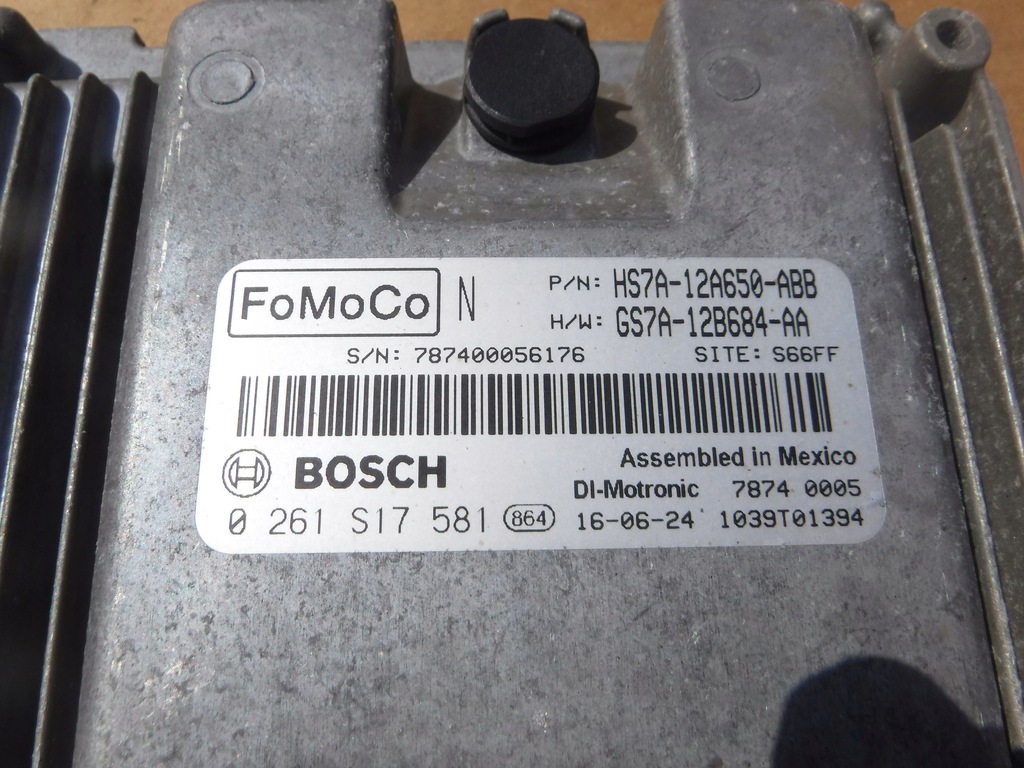 FoMoCo N P/N: HS7A-12A650-ABB
H/W: GS7A-12B684-AA
S/N: 787400056176 SITE: S66FF
BOSCH Assembled in Mexico
DI-Motronic 7874 0005
0 261 S17 581 864 16-06-24 1039T01394